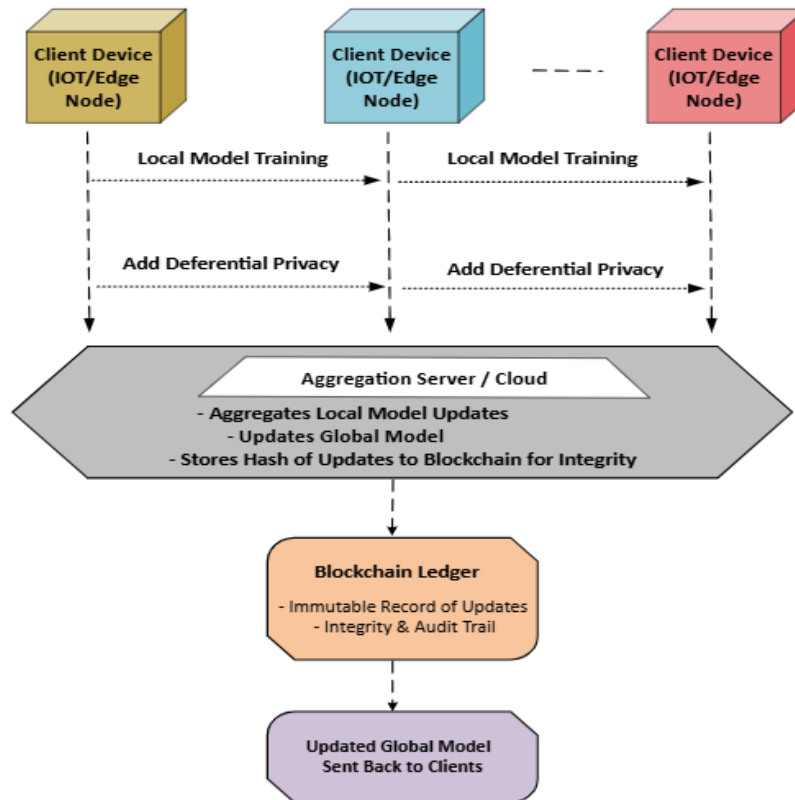 Client Device
(IOT/Edge
Node)
Client Device
(IOT/Edge
Node)
Client Device
(IOT/Edge
Node)
Local Model Training
Local Model Training
Add Deferential Privacy
Add Deferential Privacy
Aggregation Server / Cloud
- Aggregates Local Model Updates
- Updates Global Model
- Stores Hash of Updates to Blockchain for Integrity
Blockchain Ledger
- Immutable Record of Updates
- Integrity & Audit Trail
Updated Global Model
Sent Back to Clients